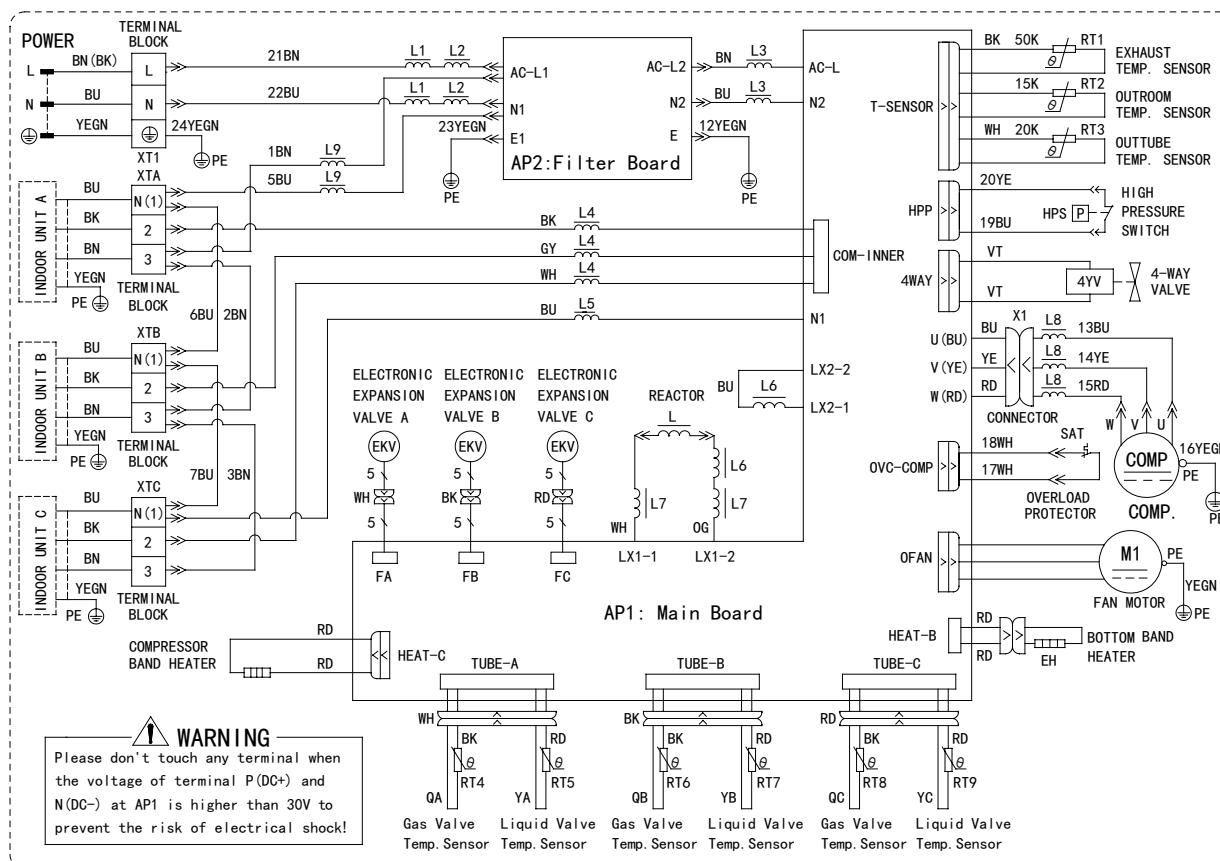 POWER
TERMINAL
BLOCK
BN(BK)
L
L
21BN
L1
L2
AC-L1
AC-L2
BN
L3
AC-L
BU
N
N
22BU
L1
L2
N1
N2
BU
L3
N2
YEGN
24YEGN
PE
XT1
23YEGN
E1
E
12YEGN
PE
PE
AP2:Filter Board
1BN
L9
5BU
L9
T-SENSOR
BK
50K
RT1
θ
EXHAUST
TEMP. SENSOR
15K
RT2
θ
OUTROOM
TEMP. SENSOR
WH
20K
RT3
θ
OUTTUBE
TEMP. SENSOR
HPP
20YE
19BU
HPS
P
HIGH
PRESSURE
SWITCH
4WAY
VT
VT
4YV
4-WAY
VALVE
INDOOR UNIT A
BU
BK
BN
YEGN
PE
XTA
N(1)
2
3
TERMINAL
BLOCK
6BU
2BN
BK
L4
GY
L4
WH
L4
BU
L5
COM-INNER
N1
INDOOR UNIT B
BU
BK
BN
YEGN
PE
XTB
N(1)
2
3
TERMINAL
BLOCK
7BU
3BN
INDOOR UNIT C
BU
BK
BN
YEGN
PE
XTC
N(1)
2
3
TERMINAL
BLOCK
ELECTRONIC
EXPANSION
VALVE A
EKV
5
WH
5
FA
ELECTRONIC
EXPANSION
VALVE B
EKV
5
BK
5
FB
ELECTRONIC
EXPANSION
VALVE C
EKV
5
RD
5
FC
REACTOR
L
L6
L7
L7
WH
OG
LX1-1
LX1-2
BU
L6
LX2-2
LX2-1
U(BU)
V(YE)
W(RD)
BU
YE
RD
X1
CONNECTOR
L8
13BU
L8
14YE
L8
15RD
W
V
U
COMP
16YEGN
PE
PE
COMP.
OVC-COMP
18WH
17WH
SAT
OVERLOAD
PROTECTOR
OFAN
M1
PE
YEGN
PE
FAN MOTOR
AP1: Main Board
HEAT-B
RD
RD
EH
BOTTOM BAND
HEATER
COMPRESSOR
BAND HEATER
RD
RD
HEAT-C
TUBE-A
WH
BK
RD
θ
θ
RT4
RT5
QA
YA
Gas Valve
Temp.Sensor
Liquid Valve
Temp.Sensor
TUBE-B
BK
BK
RD
θ
θ
RT6
RT7
QB
YB
Gas Valve
Temp.Sensor
Liquid Valve
Temp.Sensor
TUBE-C
RD
BK
RD
θ
θ
RT8
RT9
QC
YC
Gas Valve
Temp.Sensor
Liquid Valve
Temp.Sensor
WARNING
Please don't touch any terminal when
the voltage of terminal P(DC+) and
N(DC-) at AP1 is higher than 30V to
prevent the risk of electrical shock!